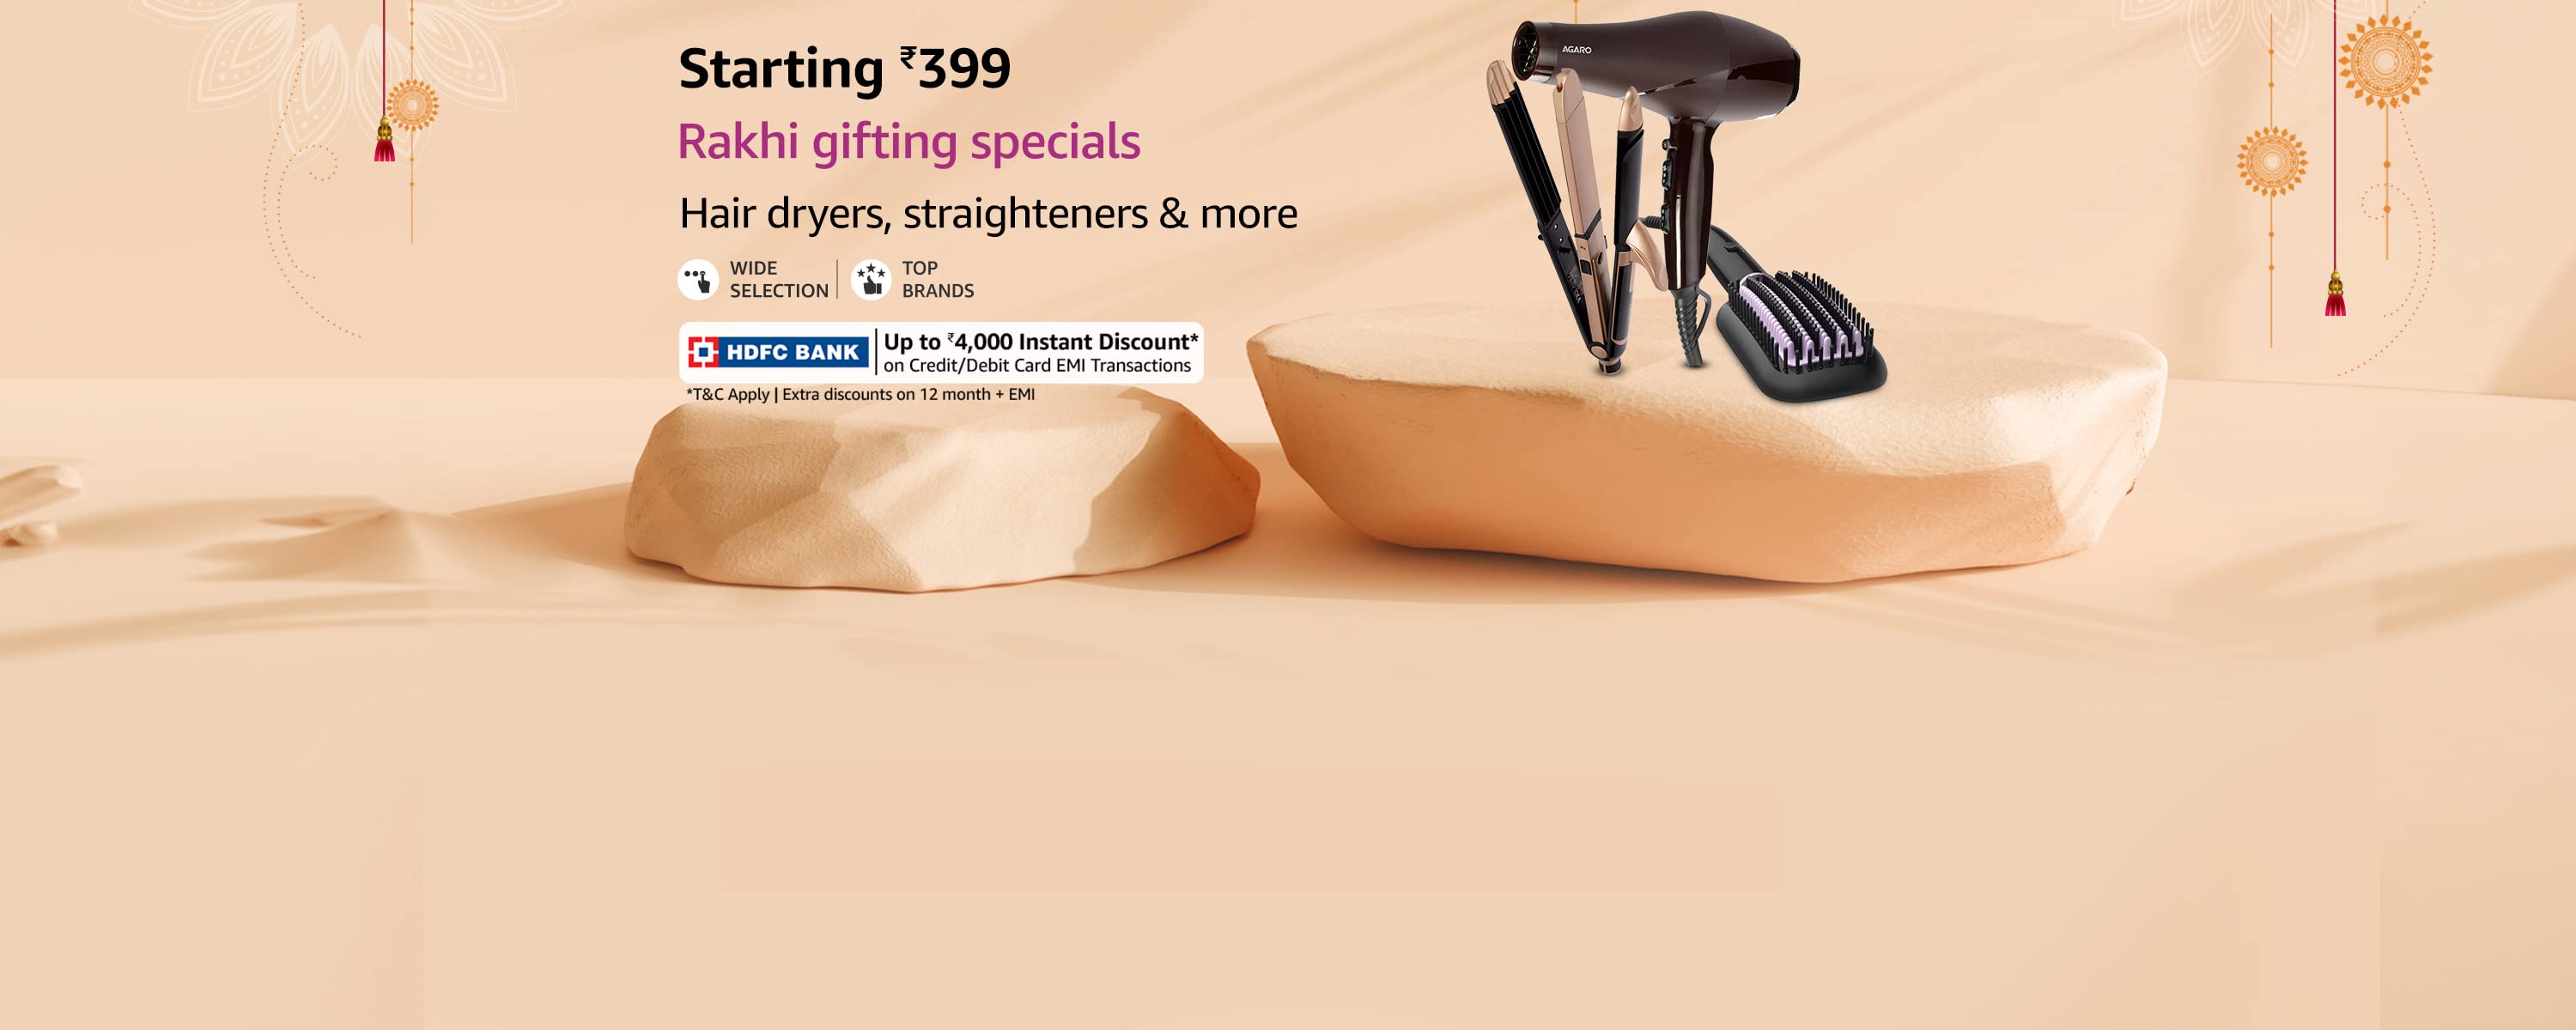 Starting ₹399
Rakhi gifting specials
Hair dryers, straighteners & more
WIDE
SELECTION
TOP
BRANDS
HDFC BANK
Up to ₹4,000 Instant Discount*
on Credit/Debit Card EMI Transactions
*T&C Apply | Extra discounts on 12 month + EMI
AGARO